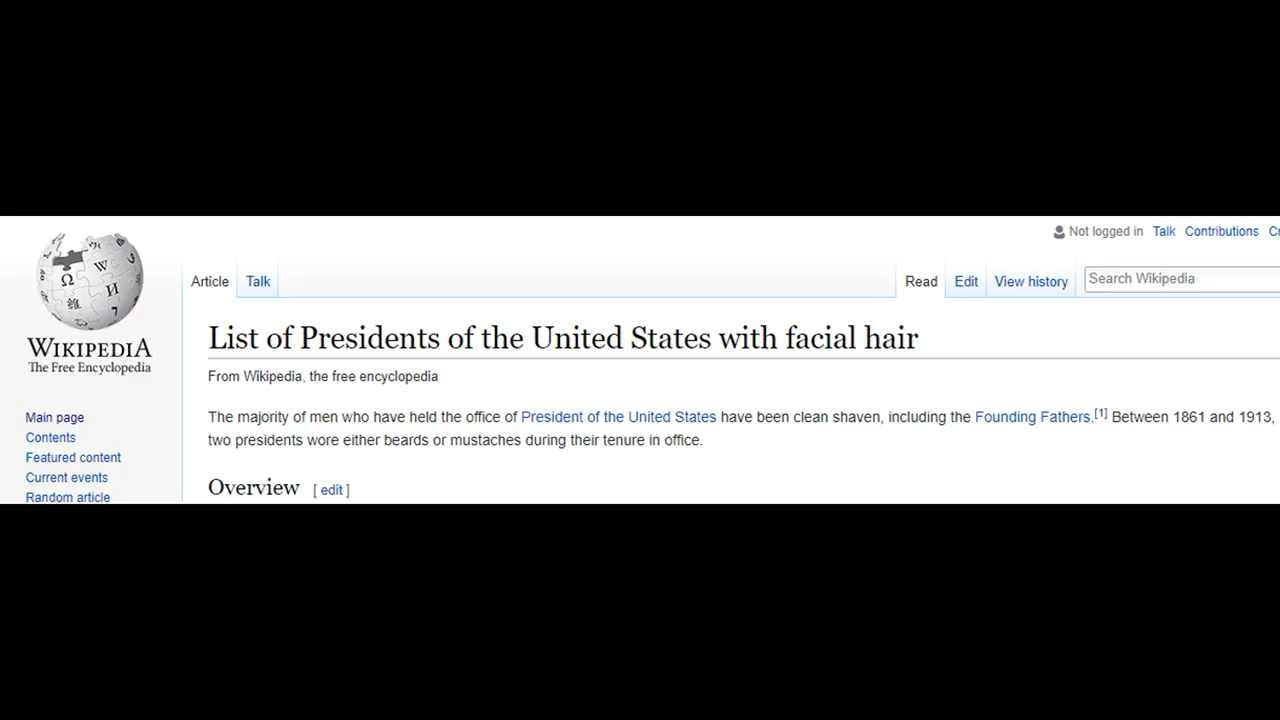 Not logged in Talk Contributions
Article Talk Read Edit View history Search Wikipedia
WIKIPEDIA
The Free Encyclopedia
List of Presidents of the United States with facial hair
From Wikipedia, the free encyclopedia
The majority of men who have held the office of President of the United States have been clean shaven, including the Founding Fathers.[1] Between 1861 and 1913,
two presidents wore either beards or mustaches during their tenure in office.
Overview [ edit ]
Main page
Contents
Featured content
Current events
Random article